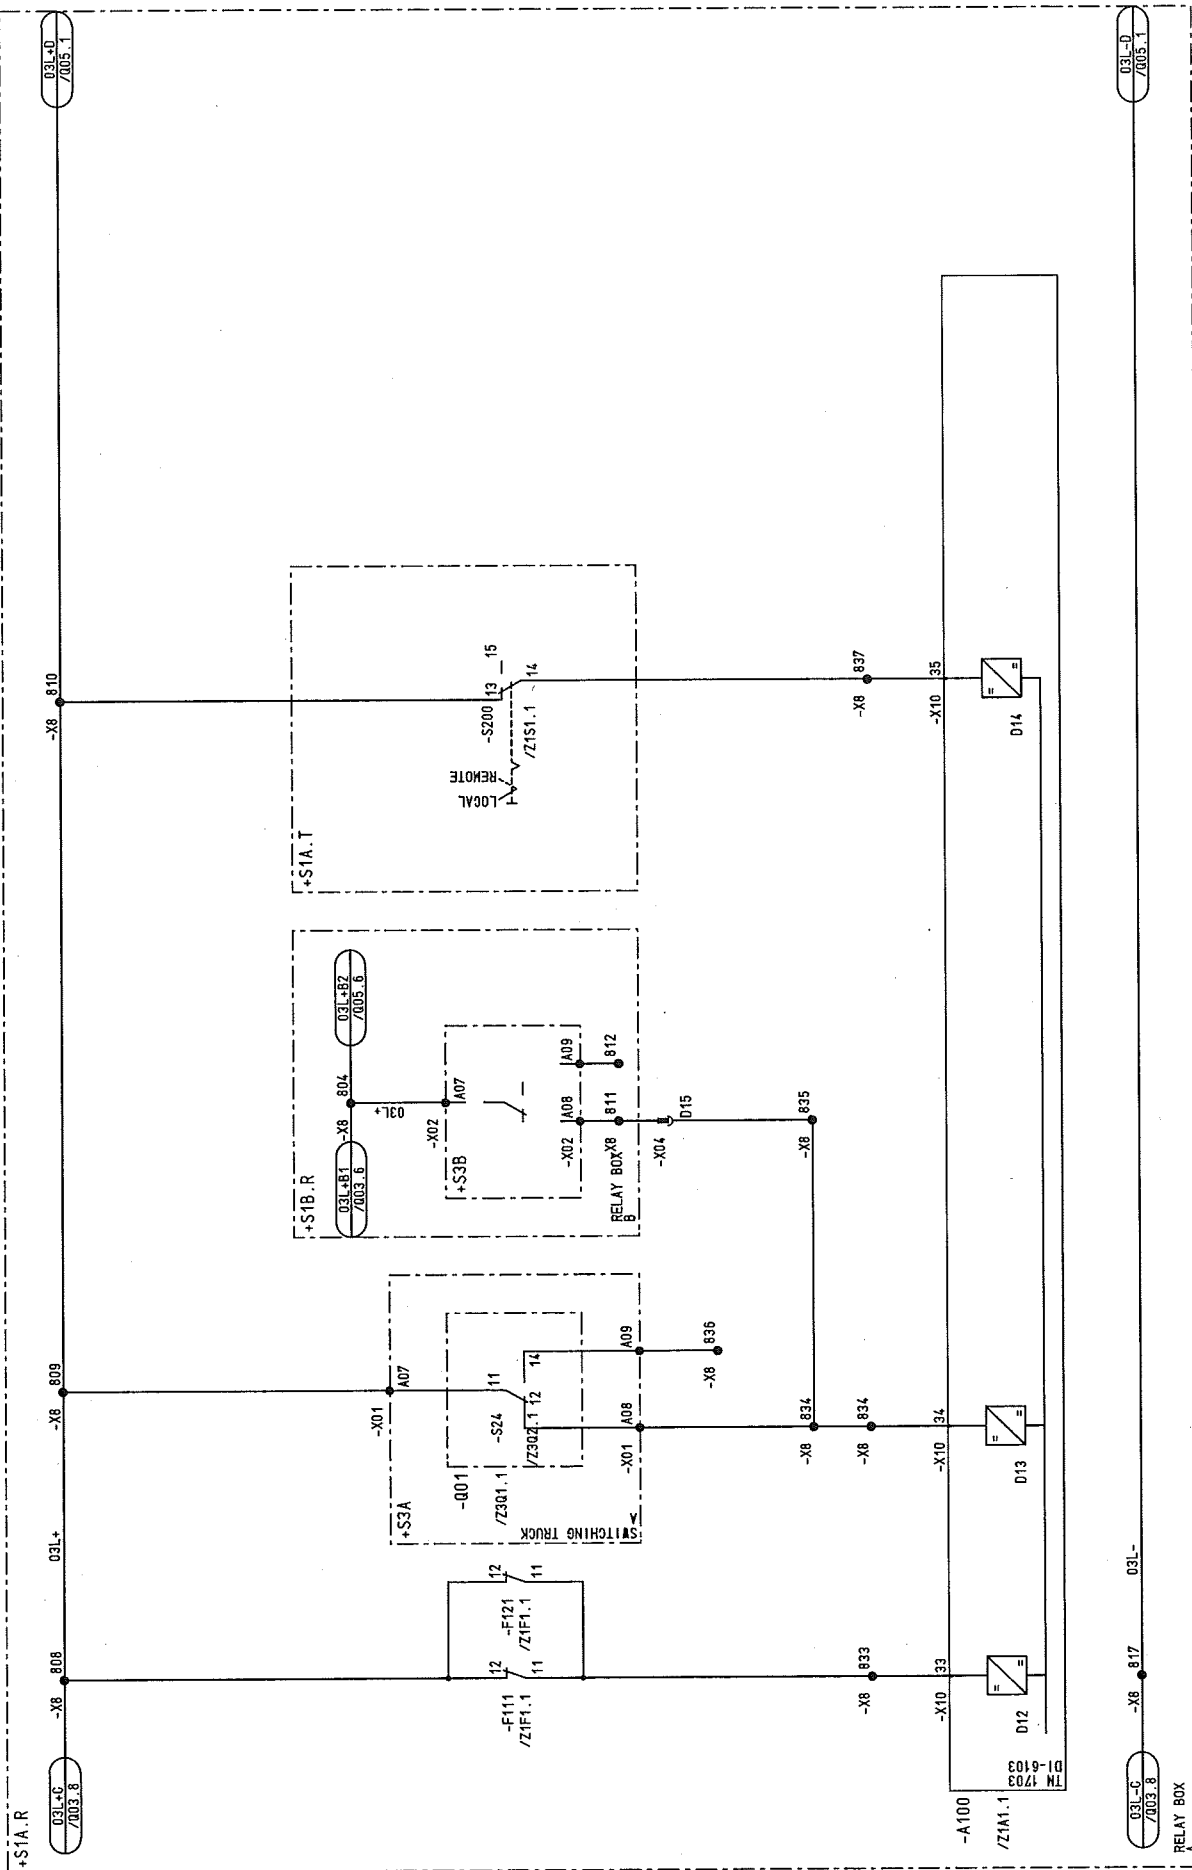 +S1A.R
03L+C
/Q03.8
-X8
808
03L+
-X8
809
-X8
810
03L+D
/Q05.1
-F111
/Z1F1.1
12
11
-F121
/Z1F1.1
12
11
-X8
833
-X10
33
D12
+S3A
SWITCHING TRUCK
A
-X01
A07
-Q01
/Z3Q1.1
-S24
/Z3Q2.1
11
12
14
-X01
A08
A09
-X8
836
-X8
834
-X8
834
-X10
34
D13
+S1B.R
03L+B1
/Q03.6
-X8
804
03L+B2
/Q05.6
03L+
-X02
A07
+S3B
-X02
A08
A09
RELAY BOX
B
X8
811
812
-X04
D15
-X8
835
+S1A.T
LOCAL
REMOTE
-S200
/Z1S1.1
13
15
14
-X8
837
-X10
35
D14
-A100
/Z1A1.1
TM 1703
DI-6103
03L-C
/Q03.8
-X8
817
03L-
03L-D
/Q05.1
RELAY BOX